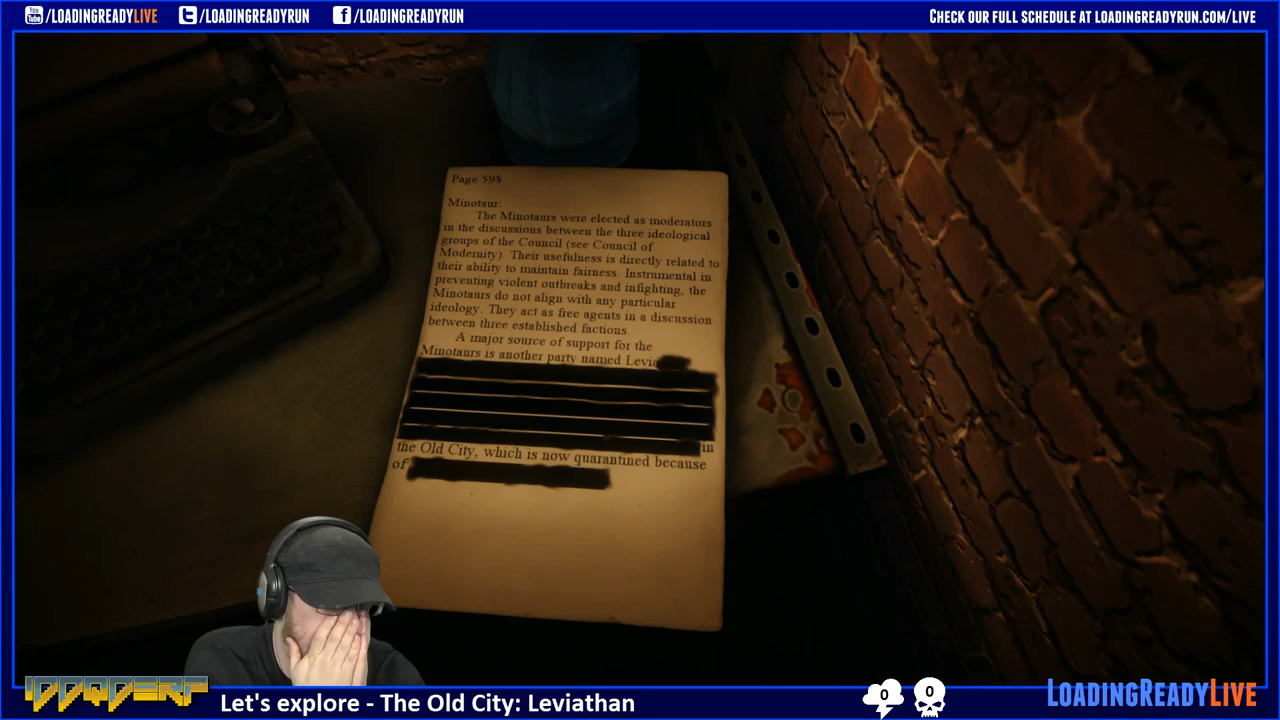 /LOADINGREADYLIVE /LOADINGREADYRUN /LOADINGREADYRUN CHECK OUR FULL SCHEDULE AT LOADINGREADYRUN.COM/LIVE
Page 598
Minotaur:
The Minotaurs were elected as moderators
in the discussions between the three ideological
groups of the Council (see Council of
Modernity). Their usefulness is directly related to
their ability to maintain fairness. Instrumental in
preventing violent outbreaks and infighting, the
Minotaurs do not align with any particular
ideology. They act as free agents in a discussion
between three established factions.
A major source of support for the
Minotaurs is another party named Levia
in
the Old City, which is now quarantined because
of
IDDQDERP Let's explore - The Old City: Leviathan 0 0 LOADINGREADYLIVE